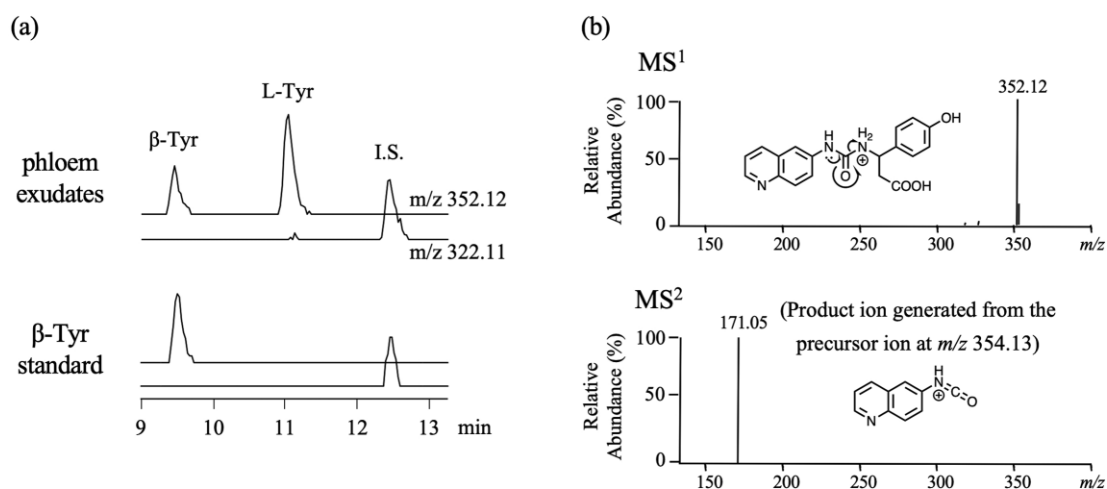 (a)
β-Tyr
L-Tyr
I.S.
phloem
exudates
m/z 352.12
m/z 322.11
β-Tyr
standard
9 10 11 12 13 min
(b)
MS¹
352.12
Relative
Abundance (%)
100
50
0
H
N
O
H₂
N
+
OH
COOH
N
150 200 250 300 350 m/z
MS²
171.05
(Product ion generated from the
precursor ion at m/z 354.13)
Relative
Abundance (%)
100
50
0
H
N
+
C
O
N
150 200 250 300 350 m/z